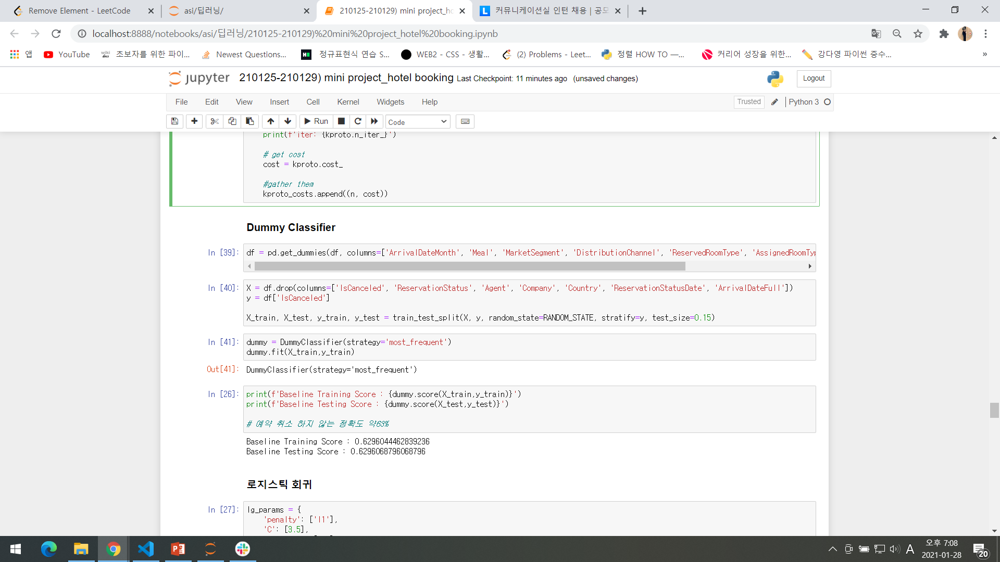 Remove Element - LeetCode
asi/딥러닝/
210125-210129) mini project_ho
커뮤니케이션실 인턴 채용 | 공모
localhost:8888/notebooks/asi/딥러닝/210125-210129)%20mini%20project_hotel%20booking.ipynb
앱
YouTube
wiki docs
초보자를 위한 파이...
Newest Questions...
정규표현식 연습 S...
WEB2 - CSS - 생활...
(2) Problems - Leet...
정렬 HOW TO —...
커리어 성장을 위한...
강다영 파이썬 중수...
»
jupyter
210125-210129) mini project_hotel booking Last Checkpoint: 11 minutes ago (unsaved changes)
Logout
File Edit View Insert Cell Kernel Widgets Help
Trusted
Python 3
Run
Code
print(f'iter: {kproto.n_iter_}')
# get cost
cost = kproto.cost_
#gather them
kproto_costs.append((n, cost))
Dummy Classifier
In [39]:
df = pd.get_dummies(df, columns=['ArrivalDateMonth', 'Meal', 'MarketSegment', 'DistributionChannel', 'ReservedRoomType', 'AssignedRoomTyp
In [40]:
X = df.drop(columns=['IsCanceled', 'ReservationStatus', 'Agent', 'Company', 'Country', 'ReservationStatusDate', 'ArrivalDateFull'])
y = df['IsCanceled']
X_train, X_test, y_train, y_test = train_test_split(X, y, random_state=RANDOM_STATE, stratify=y, test_size=0.15)
In [41]:
dummy = DummyClassifier(strategy='most_frequent')
dummy.fit(X_train,y_train)
Out[41]:
DummyClassifier(strategy='most_frequent')
In [26]:
print(f'Baseline Training Score : {dummy.score(X_train,y_train)}')
print(f'Baseline Testing Score : {dummy.score(X_test,y_test)}')
# 예약 취소 하지 않는 정확도 약63%
Baseline Training Score : 0.6296044462839236
Baseline Testing Score : 0.6296068796068796
로지스틱 회귀
In [27]:
lg_params = {
'penalty': ['l1'],
'C': [3.5],
A
오후 7:08
2021-01-28
20